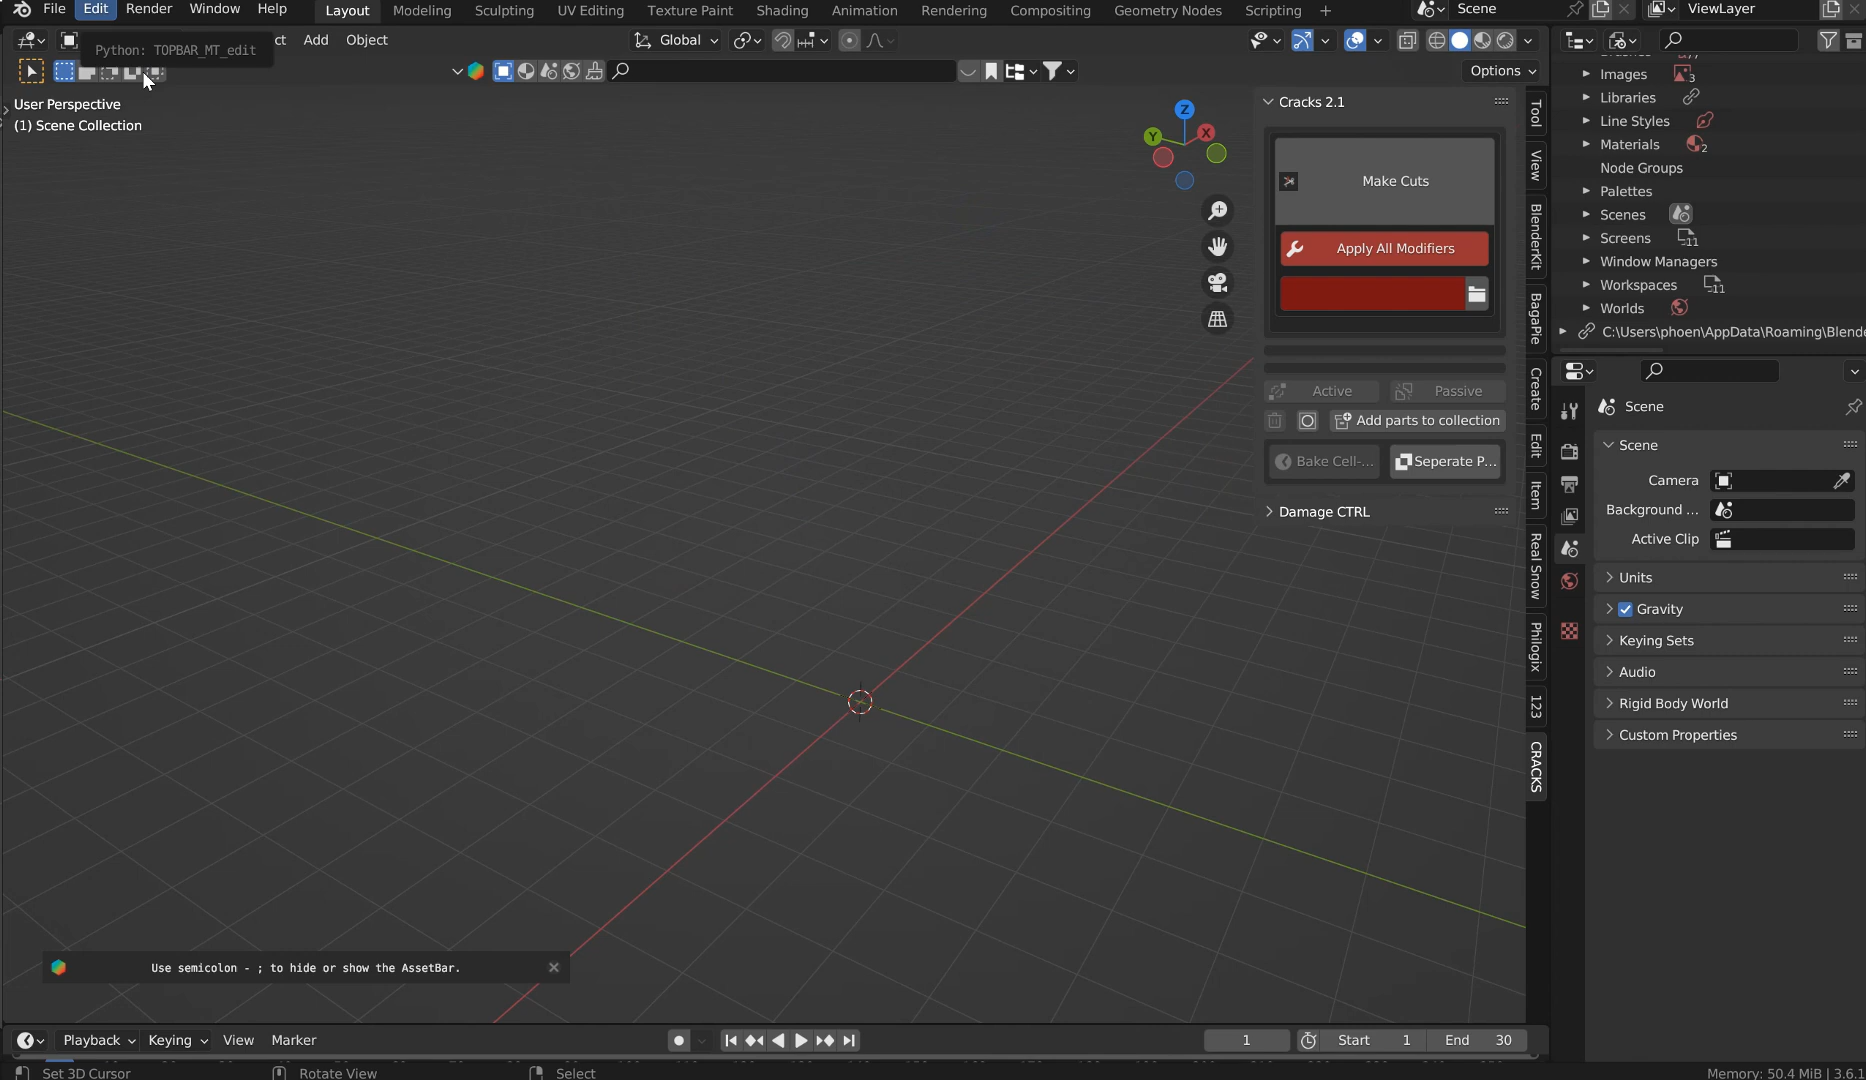 File Edit Render Window Help Layout Modeling Sculpting UV Editing Texture Paint Shading Animation Rendering Compositing Geometry Nodes Scripting + Scene ViewLayer
Python: TOPBAR_MT_edit ct Add Object Global
Options
User Perspective
(1) Scene Collection
Z
Y
X
Cracks 2.1
Make Cuts
Apply All Modifiers
Active Passive
Add parts to collection
Bake Cell-... Seperate P...
Damage CTRL
Tool
View
BlenderKit
BagaPie
Create
Edit
Item
Real Snow
Philogix
123
CRACKS
Images 3
Libraries
Line Styles
Materials 2
Node Groups
Palettes
Scenes
Screens 11
Window Managers
Workspaces 11
Worlds
C:\Users\phoen\AppData\Roaming\Blende
Scene
Scene
Camera
Background ...
Active Clip
Units
Gravity
Keying Sets
Audio
Rigid Body World
Custom Properties
Use semicolon - ; to hide or show the AssetBar.
Playback Keying View Marker 1 Start 1 End 30
Set 3D Cursor Rotate View Select Memory: 50.4 MiB | 3.6.1